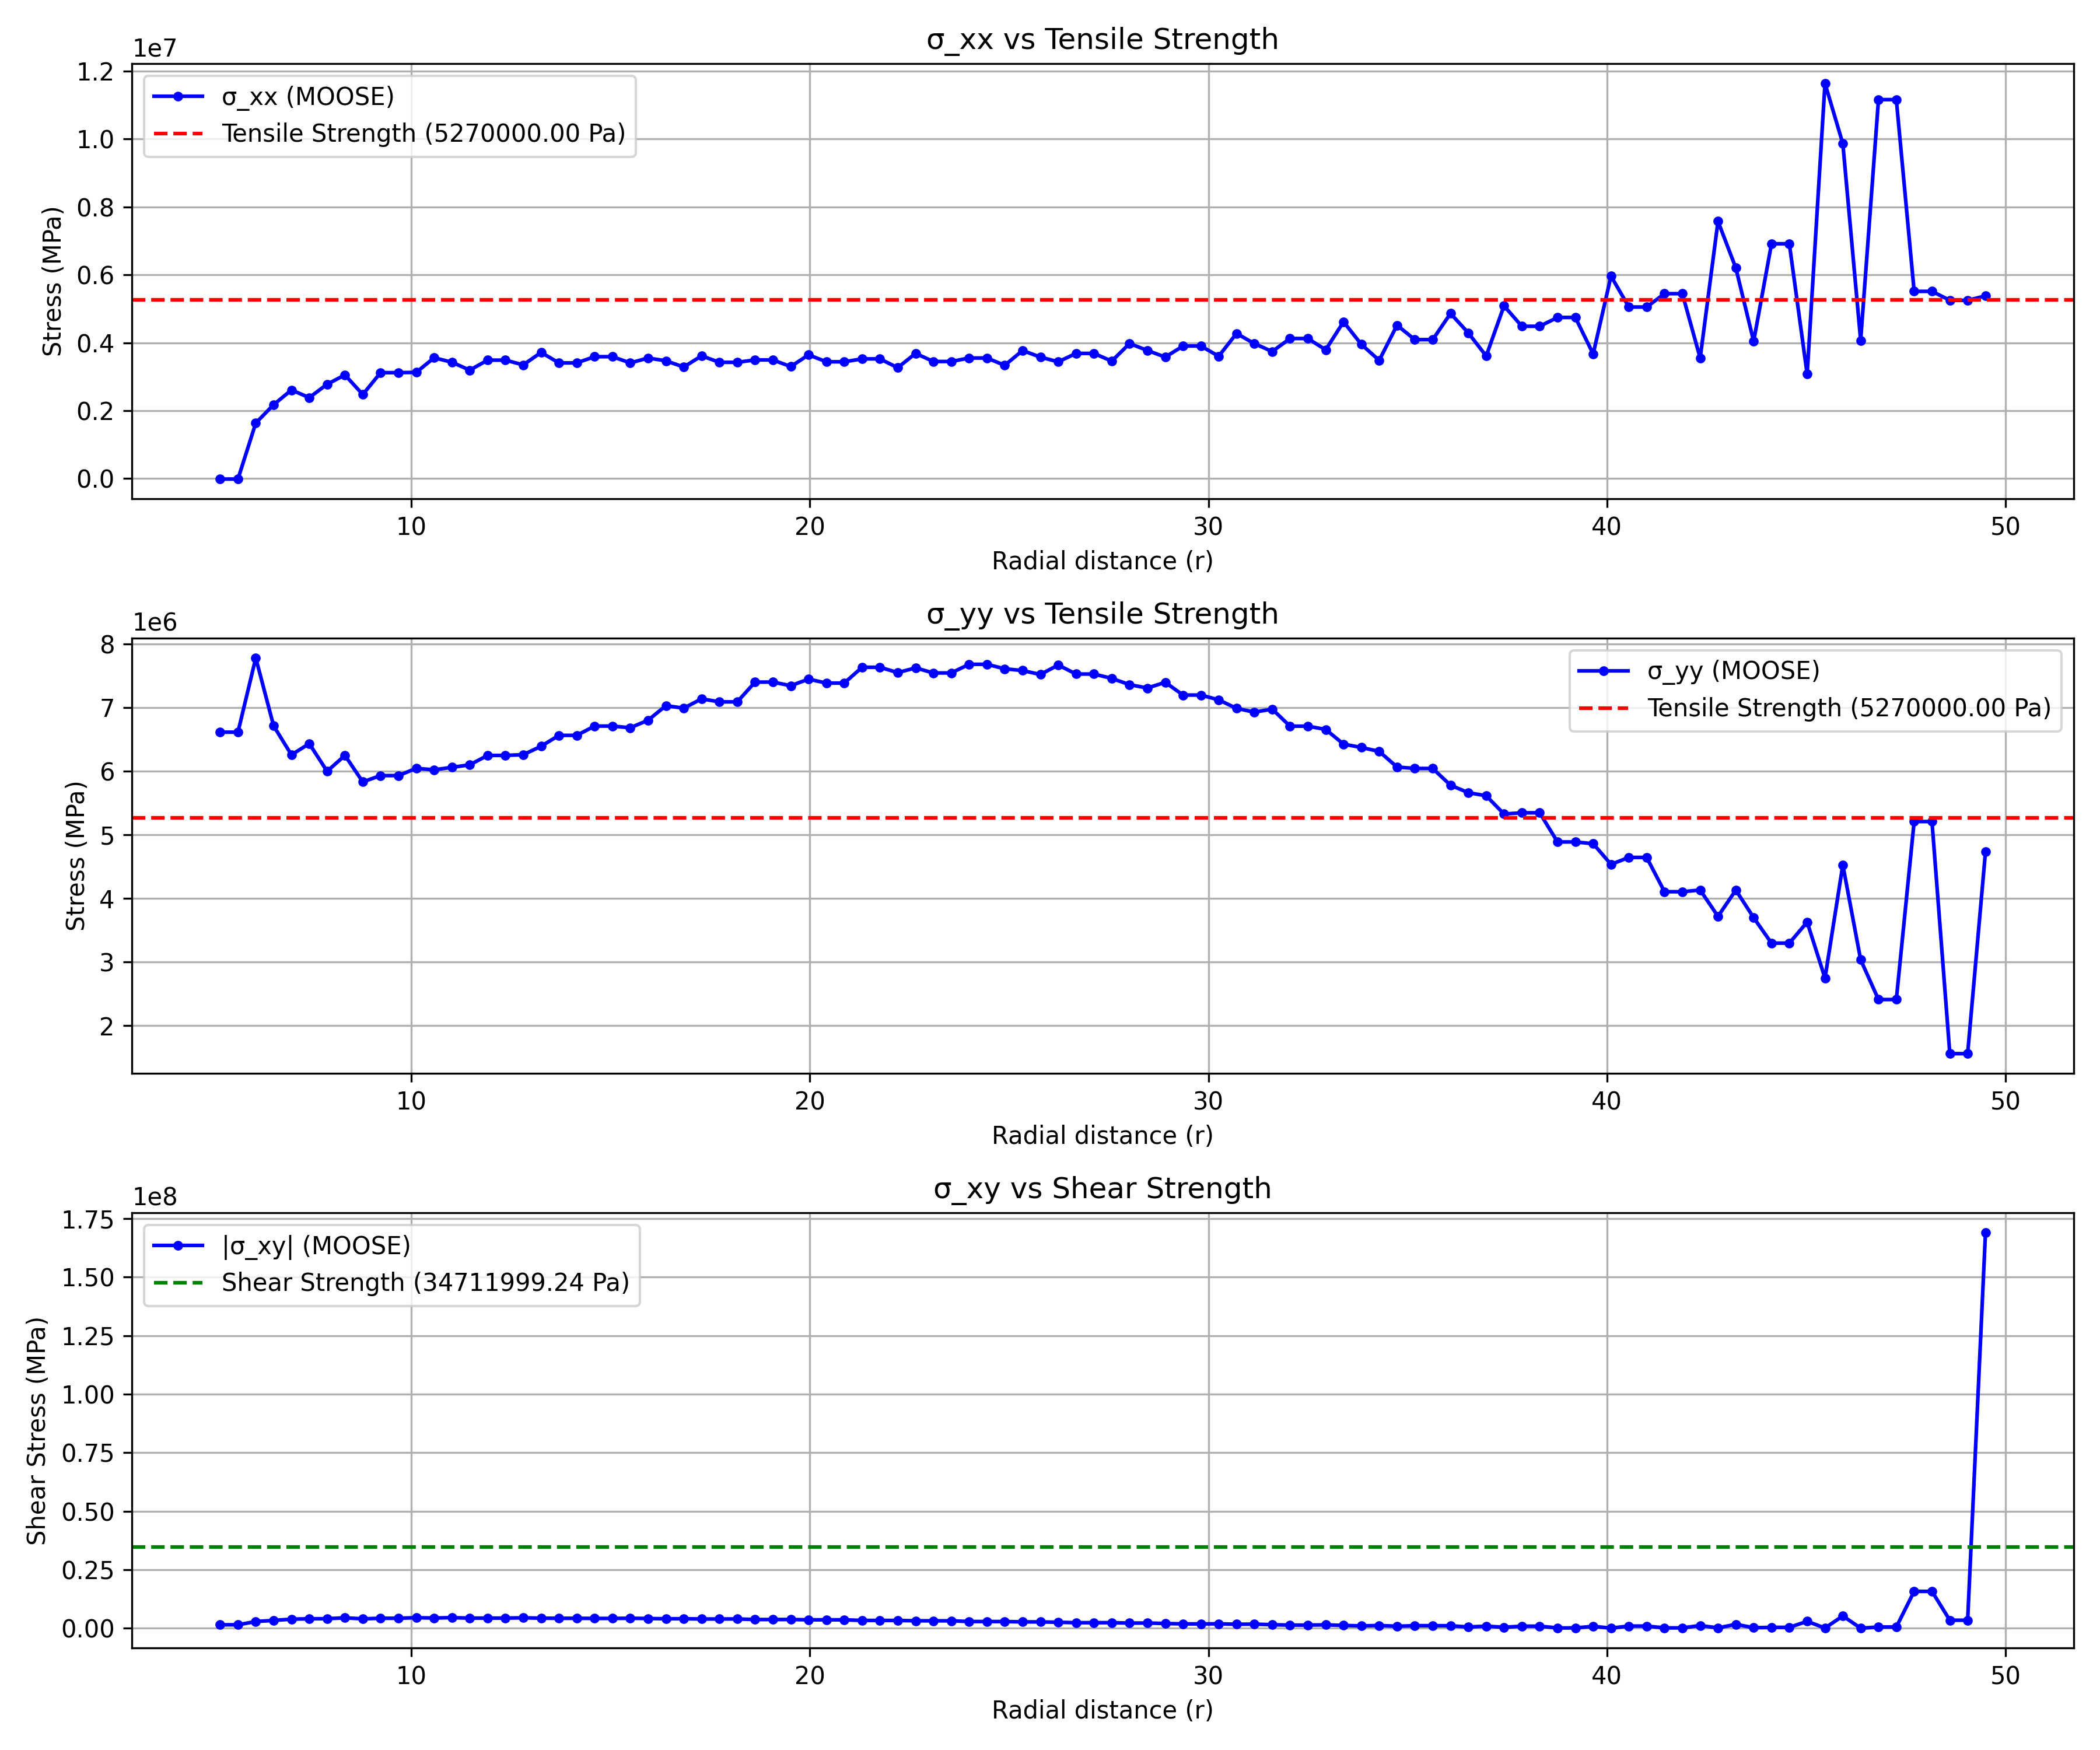 σ_xx vs Tensile Strength
1e7
σ_xx (MOOSE)
Tensile Strength (5270000.00 Pa)
Stress (MPa)
1.2
1.0
0.8
0.6
0.4
0.2
0.0
10 20 30 40 50
Radial distance (r)
σ_yy vs Tensile Strength
1e6
σ_yy (MOOSE)
Tensile Strength (5270000.00 Pa)
Stress (MPa)
8
7
6
5
4
3
2
10 20 30 40 50
Radial distance (r)
σ_xy vs Shear Strength
1e8
|σ_xy| (MOOSE)
Shear Strength (34711999.24 Pa)
Shear Stress (MPa)
1.75
1.50
1.25
1.00
0.75
0.50
0.25
0.00
10 20 30 40 50
Radial distance (r)